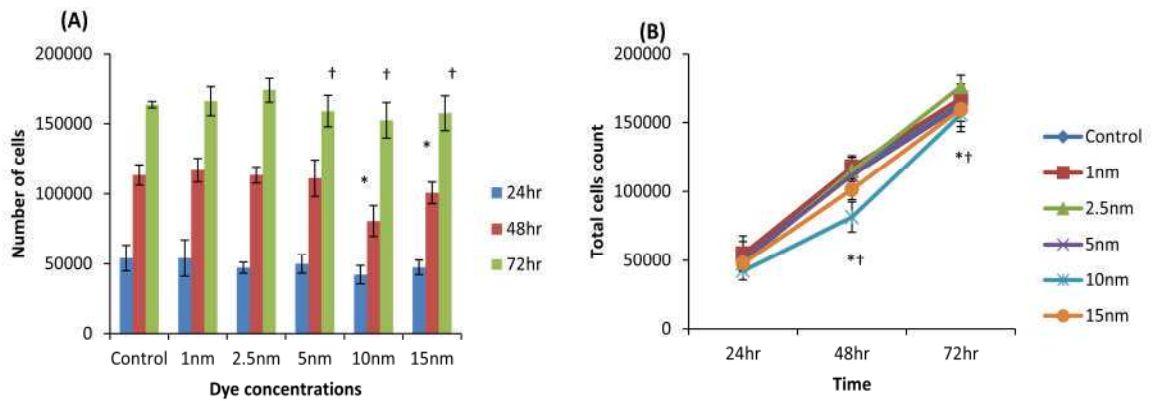 (A)
200000
150000
100000
50000
0
Number of cells
† † †
* *
Control 1nm 2.5nm 5nm 10nm 15nm
Dye concentrations
24hr
48hr
72hr
(B)
200000
150000
100000
50000
0
Total cells count
*†
*†
24hr 48hr 72hr
Time
Control
1nm
2.5nm
5nm
10nm
15nm